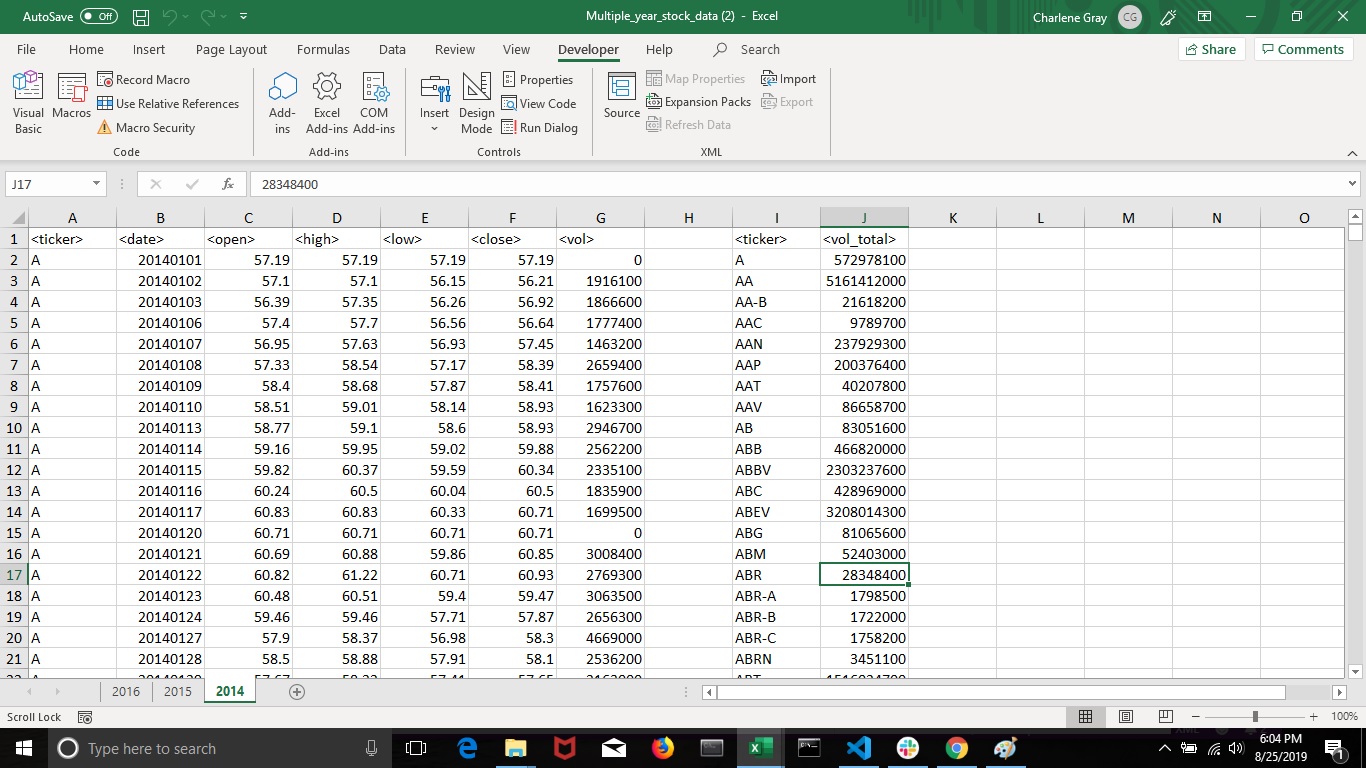 AutoSave Off Multiple_year_stock_data (2) - Excel Charlene Gray CG
File Home Insert Page Layout Formulas Data Review View Developer Help Search Share Comments
Visual Basic
Macros
Record Macro
Use Relative References
Macro Security
Code
Add-ins
Excel Add-ins
COM Add-ins
Add-ins
Insert
Design Mode
Properties
View Code
Run Dialog
Controls
Source
Map Properties
Expansion Packs
Refresh Data
Import
Export
XML
J17 fx 28348400
A B C D E F G H I J K L M N O
1 <ticker> <date> <open> <high> <low> <close> <vol> <ticker> <vol_total>
2 A 20140101 57.19 57.19 57.19 57.19 0 A 572978100
3 A 20140102 57.1 57.1 56.15 56.21 1916100 AA 5161412000
4 A 20140103 56.39 57.35 56.26 56.92 1866600 AA-B 21618200
5 A 20140106 57.4 57.7 56.56 56.64 1777400 AAC 9789700
6 A 20140107 56.95 57.63 56.93 57.45 1463200 AAN 237929300
7 A 20140108 57.33 58.54 57.17 58.39 2659400 AAP 200376400
8 A 20140109 58.4 58.68 57.87 58.41 1757600 AAT 40207800
9 A 20140110 58.51 59.01 58.14 58.93 1623300 AAV 86658700
10 A 20140113 58.77 59.1 58.6 58.93 2946700 AB 83051600
11 A 20140114 59.16 59.95 59.02 59.88 2562200 ABB 466820000
12 A 20140115 59.82 60.37 59.59 60.34 2335100 ABBV 2303237600
13 A 20140116 60.24 60.5 60.04 60.5 1835900 ABC 428969000
14 A 20140117 60.83 60.83 60.33 60.71 1699500 ABEV 3208014300
15 A 20140120 60.71 60.71 60.71 60.71 0 ABG 81065600
16 A 20140121 60.69 60.88 59.86 60.85 3008400 ABM 52403000
17 A 20140122 60.82 61.22 60.71 60.93 2769300 ABR 28348400
18 A 20140123 60.48 60.51 59.4 59.47 3063500 ABR-A 1798500
19 A 20140124 59.46 59.46 57.71 57.87 2656300 ABR-B 1722000
20 A 20140127 57.9 58.37 56.98 58.3 4669000 ABR-C 1758200
21 A 20140128 58.5 58.88 57.91 58.1 2536200 ABRN 3451100
2016 2015 2014
Scroll Lock 100%
Type here to search 6:04 PM
8/25/2019 1